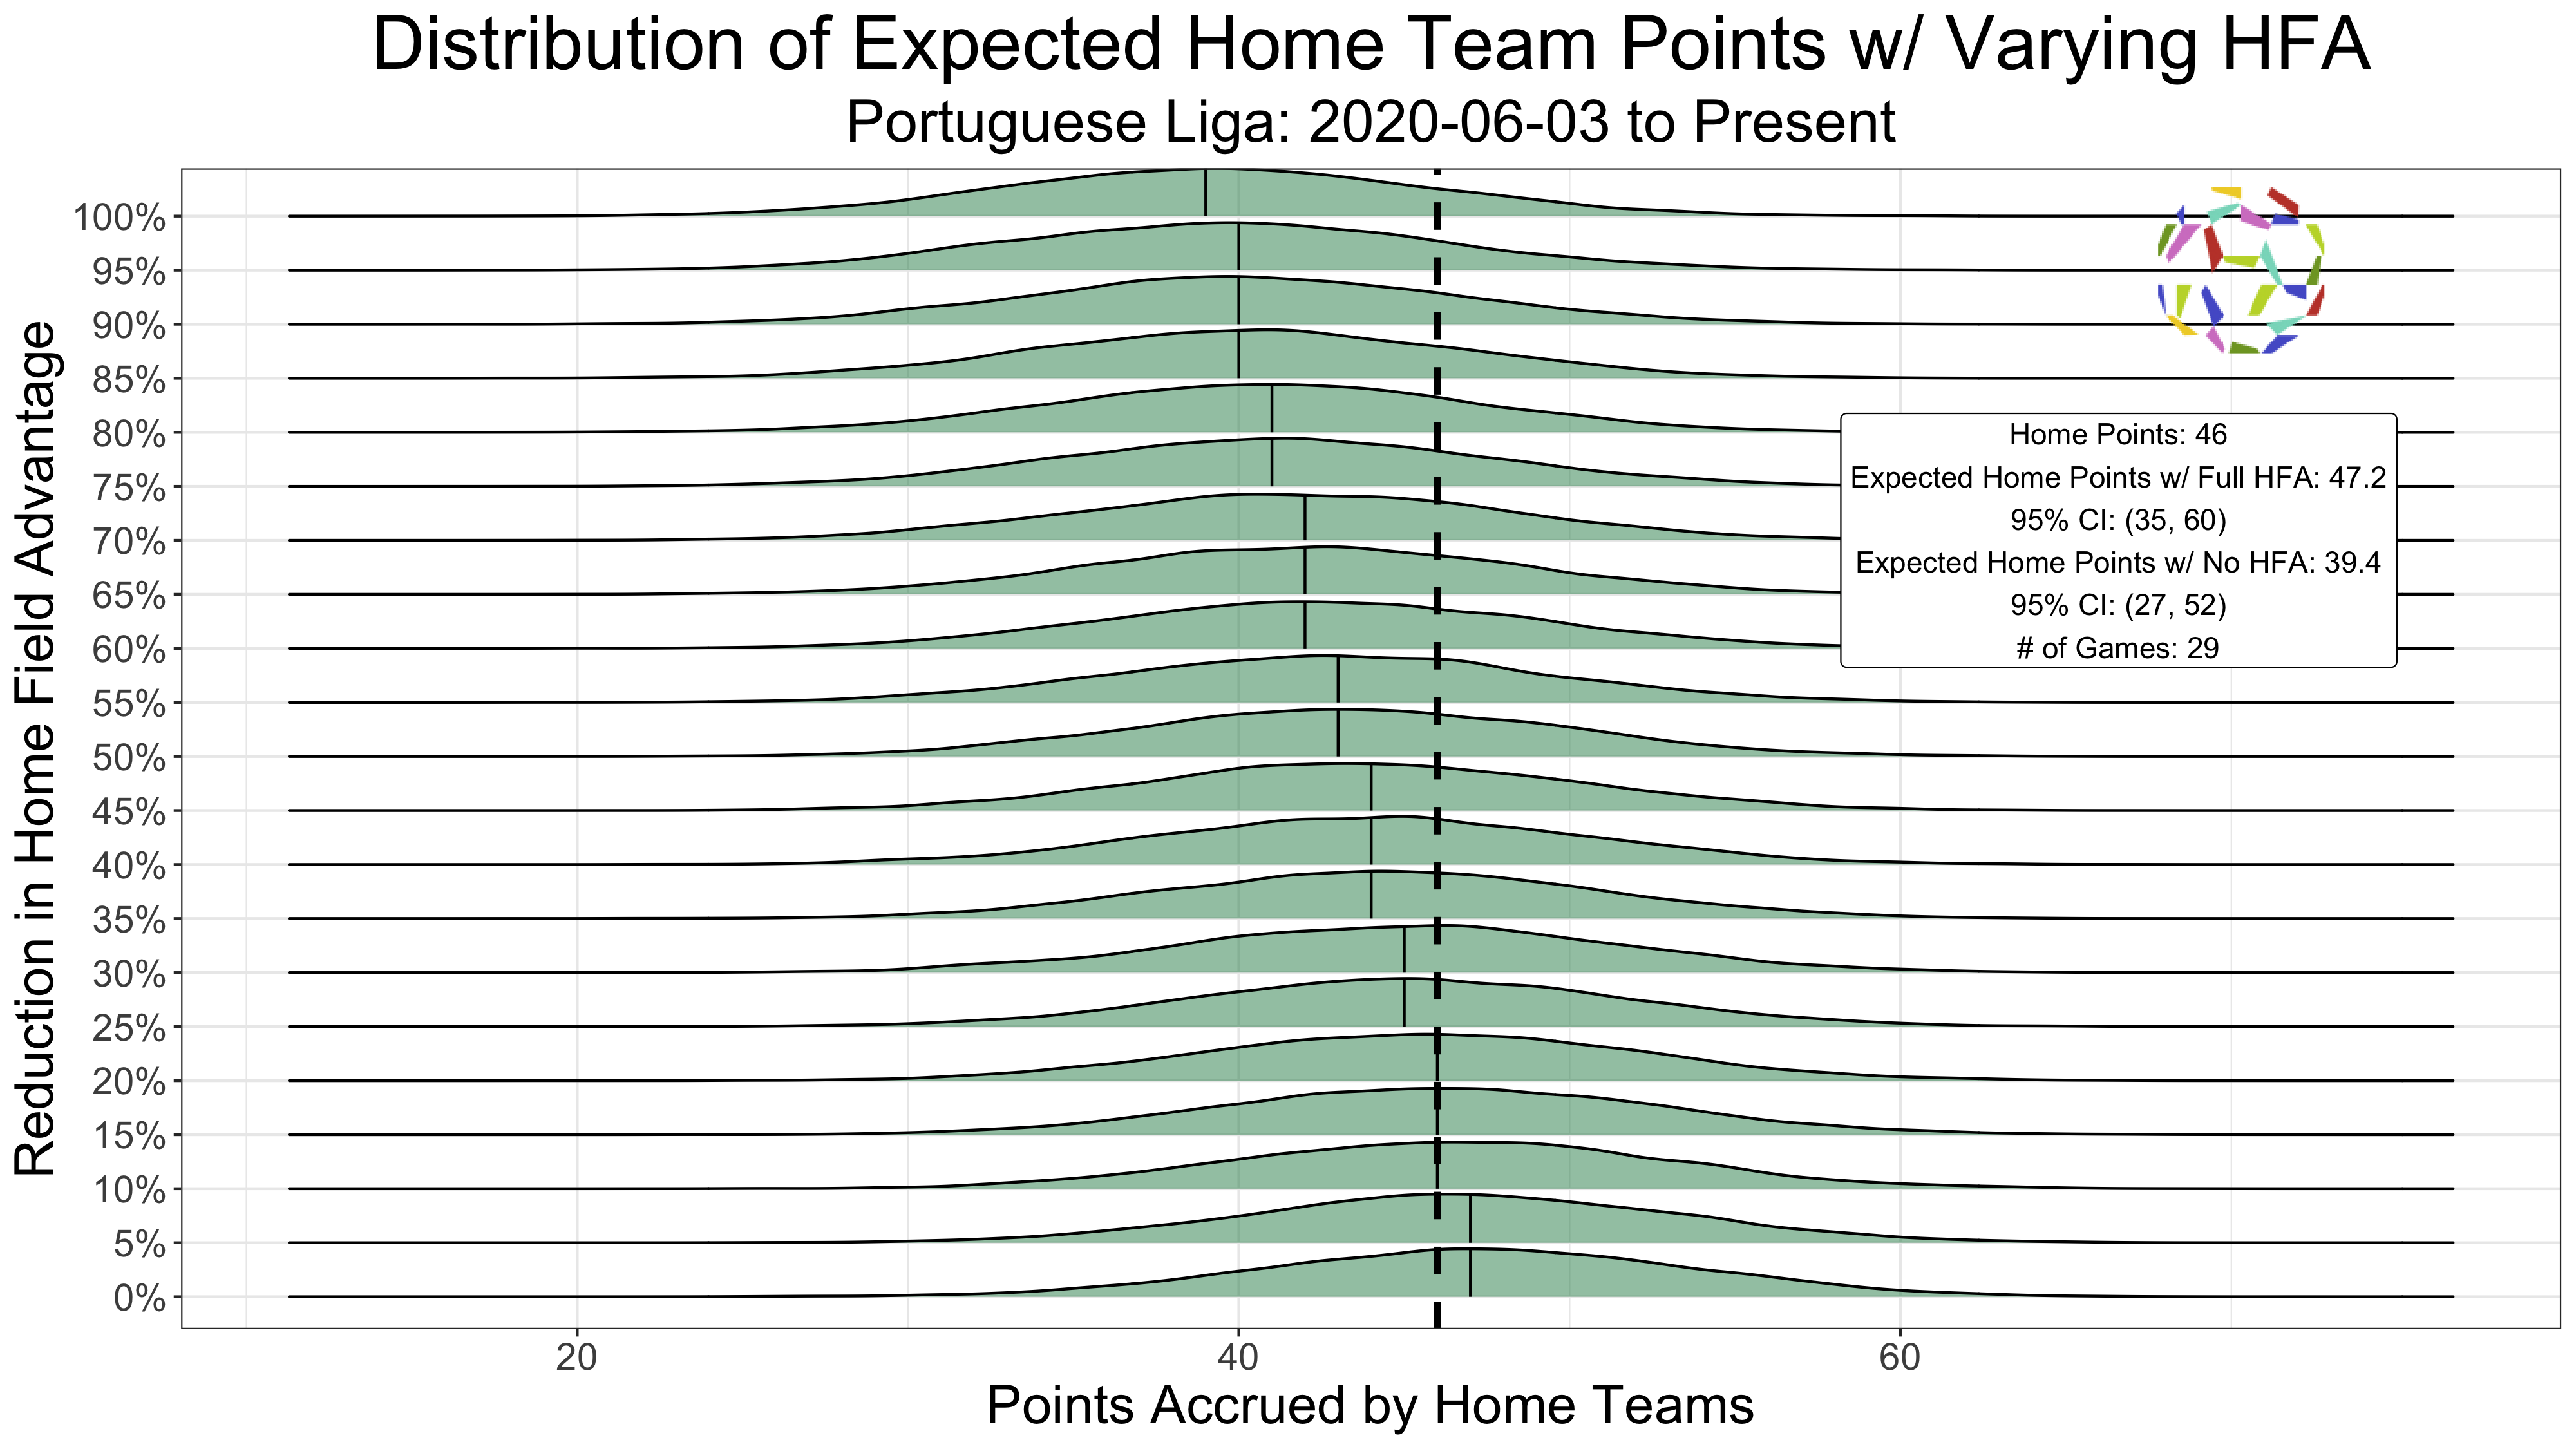 Distribution of Expected Home Team Points w/ Varying HFA
Portuguese Liga: 2020-06-03 to Present
Reduction in Home Field Advantage
100%
95%
90%
85%
80%
75%
70%
65%
60%
55%
50%
45%
40%
35%
30%
25%
20%
15%
10%
5%
0%
Home Points: 46
Expected Home Points w/ Full HFA: 47.2
95% CI: (35, 60)
Expected Home Points w/ No HFA: 39.4
95% CI: (27, 52)
# of Games: 29
20 40 60
Points Accrued by Home Teams